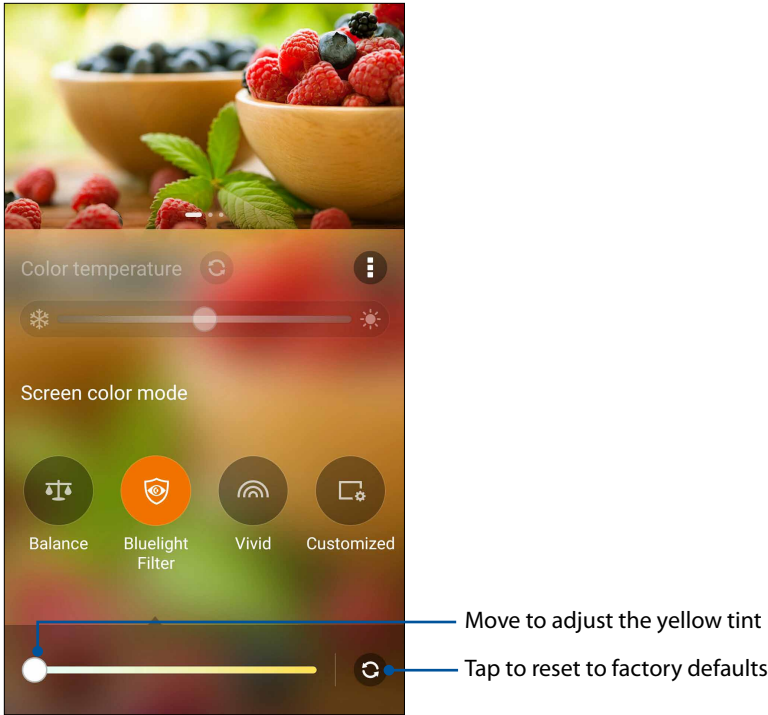 Color temperature
Screen color mode
Balance
Bluelight
Filter
Vivid
Customized
Move to adjust the yellow tint
Tap to reset to factory defaults